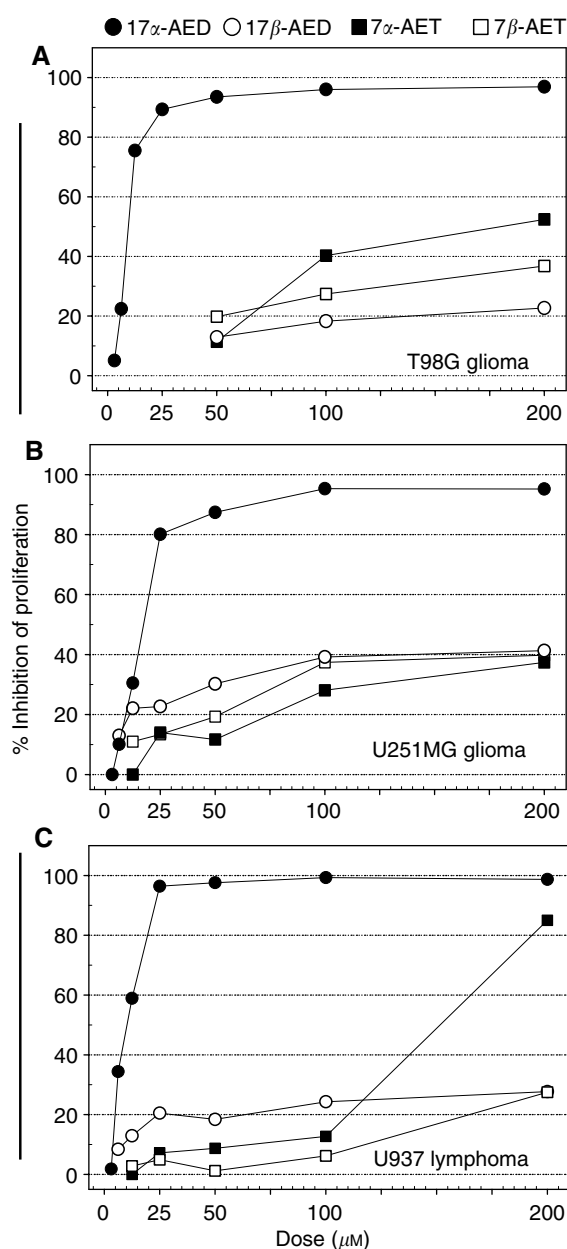 17α-AED 17β-AED 7α-AET 7β-AET
A
100
80
60
40
20
0
T98G glioma
0 25 50 100 200
B
100
80
60
40
20
0
U251MG glioma
0 25 50 100 200
% Inhibition of proliferation
C
100
80
60
40
20
0
U937 lymphoma
0 25 50 100 200
Dose (μM)